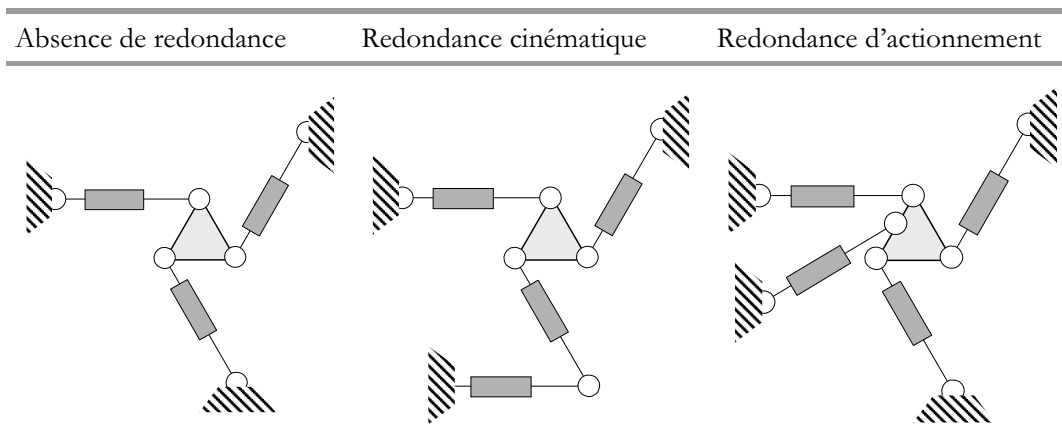 Absence de redondance
Redondance cinématique
Redondance d'actionnement